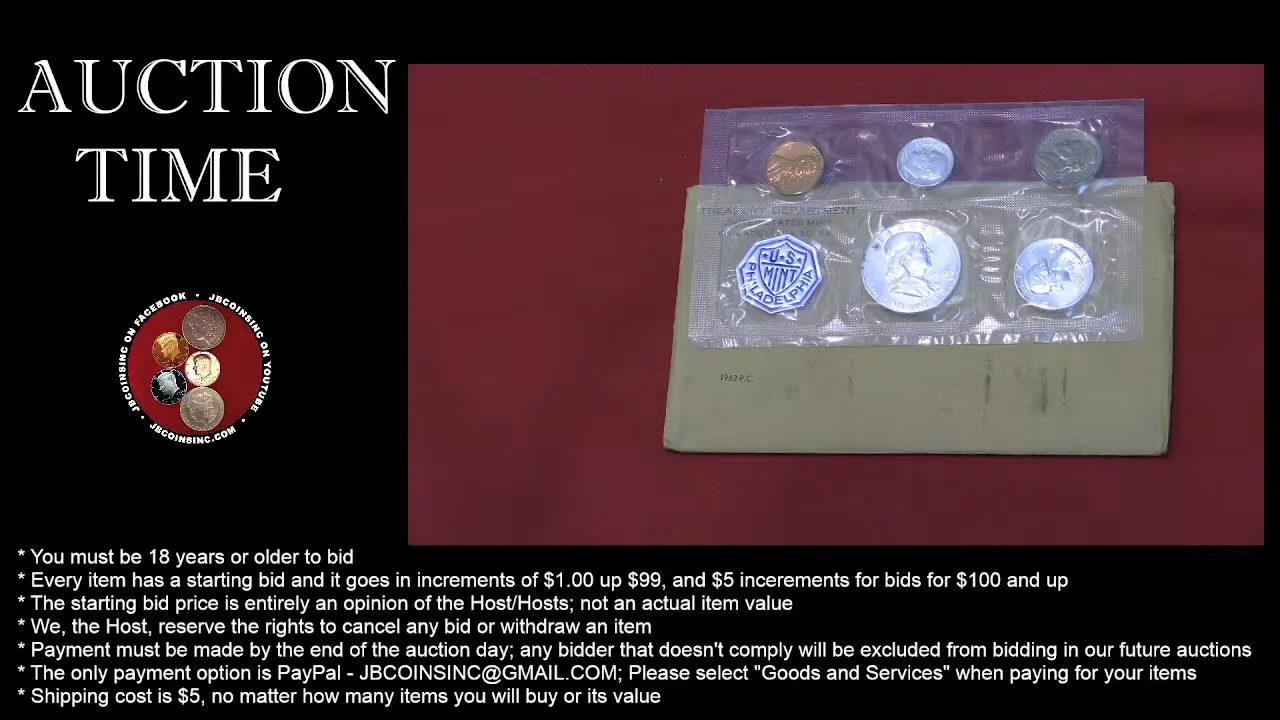 AUCTION
TIME
JBCOINSINC ON FACEBOOK • JBCOINSINC ON YOUTUBE • JBCOINSINC.COM •
TREASURY DEPARTMENT
UNITED STATES MINT
U·S
MINT
PHILADELPHIA
LIBERTY
1962-P.C.
* You must be 18 years or older to bid
* Every item has a starting bid and it goes in increments of $1.00 up $99, and $5 incerements for bids for $100 and up
* The starting bid price is entirely an opinion of the Host/Hosts; not an actual item value
* We, the Host, reserve the rights to cancel any bid or withdraw an item
* Payment must be made by the end of the auction day; any bidder that doesn't comply will be excluded from bidding in our future auctions
* The only payment option is PayPal - JBCOINSINC@GMAIL.COM; Please select "Goods and Services" when paying for your items
* Shipping cost is $5, no matter how many items you will buy or its value